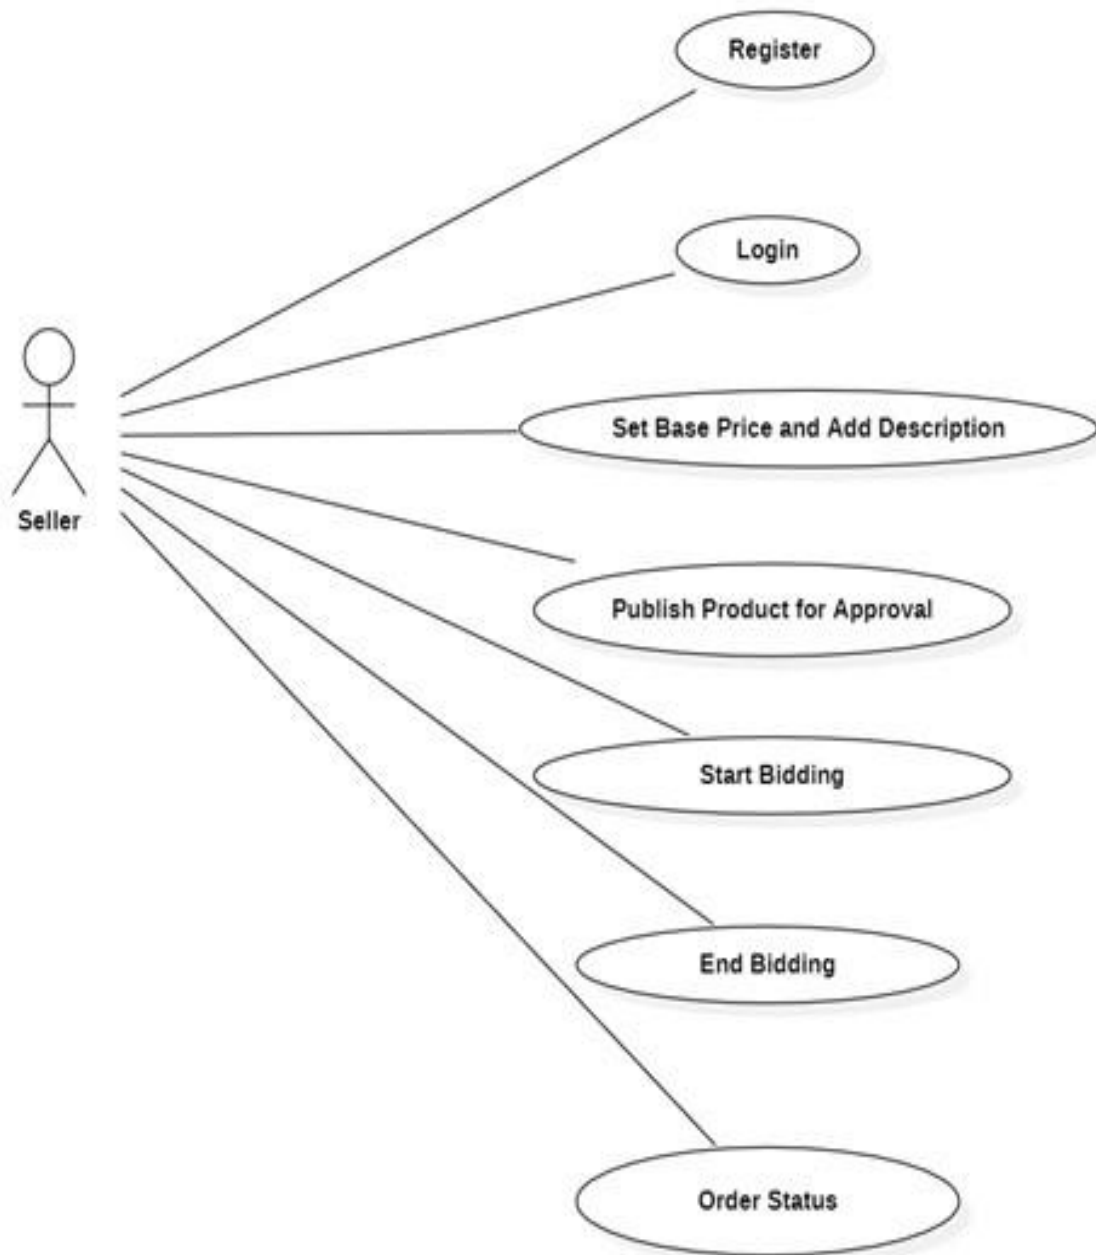 Register
Login
Set Base Price and Add Description
Seller
Publish Product for Approval
Start Bidding
End Bidding
Order Status